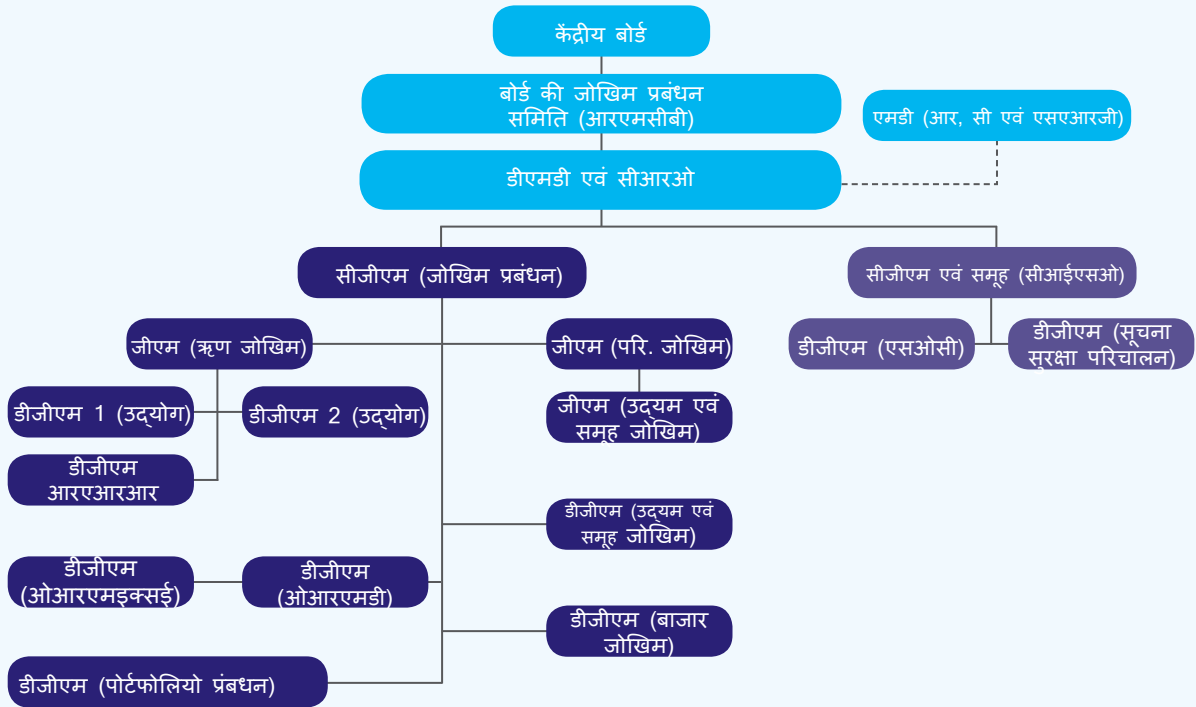 केंद्रीय बोर्ड
बोर्ड की जोखिम प्रबंधन
समिति (आरएमसीबी)
एमडी (आर, सी एवं एसएआरजी)
डीएमडी एवं सीआरओ
सीजीएम (जोखिम प्रबंधन)
सीजीएम एवं समूह (सीआईएसओ)
जीएम (ऋण जोखिम)
जीएम (परि. जोखिम)
डीजीएम (एसओसी)
डीजीएम (सूचना
सुरक्षा परिचालन)
डीजीएम 1 (उद्योग)
डीजीएम 2 (उद्योग)
जीएम (उद्यम एवं
समूह जोखिम)
डीजीएम
आरएआरआर
डीजीएम (उद्यम एवं
समूह जोखिम)
डीजीएम
(ओआरएमइक्सई)
डीजीएम
(ओआरएमडी)
डीजीएम (बाजार
जोखिम)
डीजीएम (पोर्टफोलियो प्रंबधन)